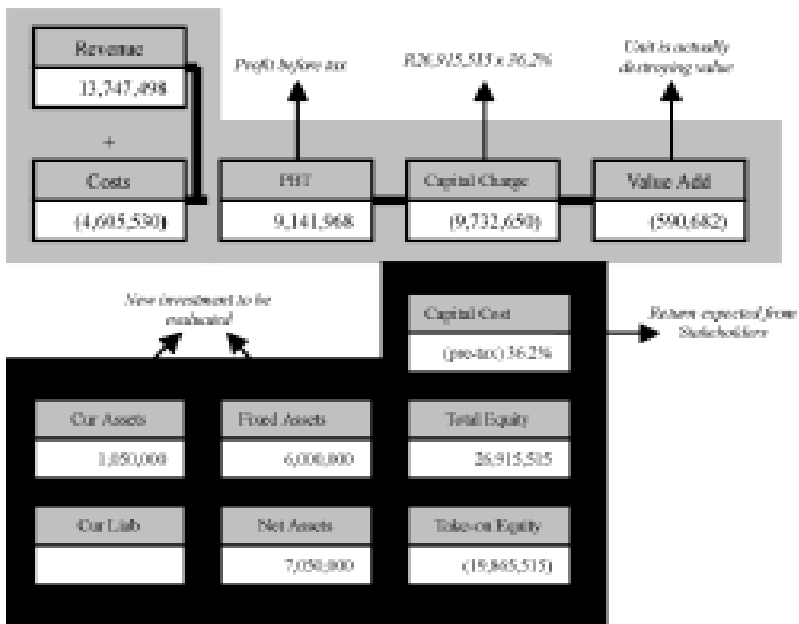 Revenue
13,747,498
+
Costs
(4,605,530)
Profit before tax
PBT
9,141,968
R26,915,515 x 36,2%
Capital Charge
(9,732,650)
Unit is actually
destroying value
Value Add
(590,682)
New investment to be
evaluated
Capital Cost
(pre-tax) 36.2%
Return expected from
Stakeholders
Cur Assets
1,050,000
Fixed Assets
6,000,000
Total Equity
26,915,515
Cur Liab
Net Assets
7,050,000
Take-on Equity
(19,865,515)